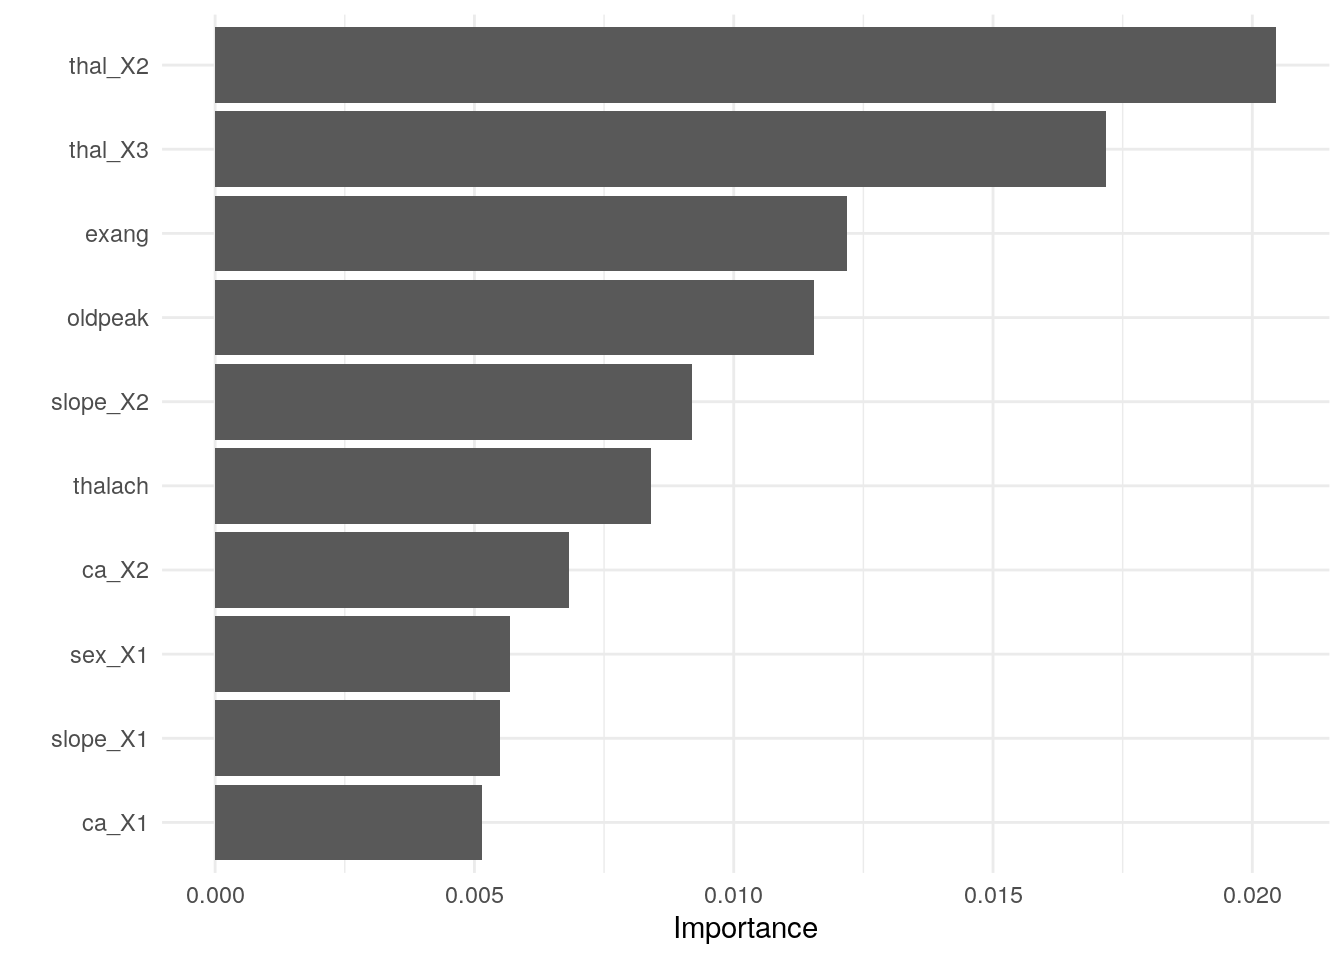 thal_X2
thal_X3
exang
oldpeak
slope_X2
thalach
ca_X2
sex_X1
slope_X1
ca_X1
0.000 0.005 0.010 0.015 0.020
Importance